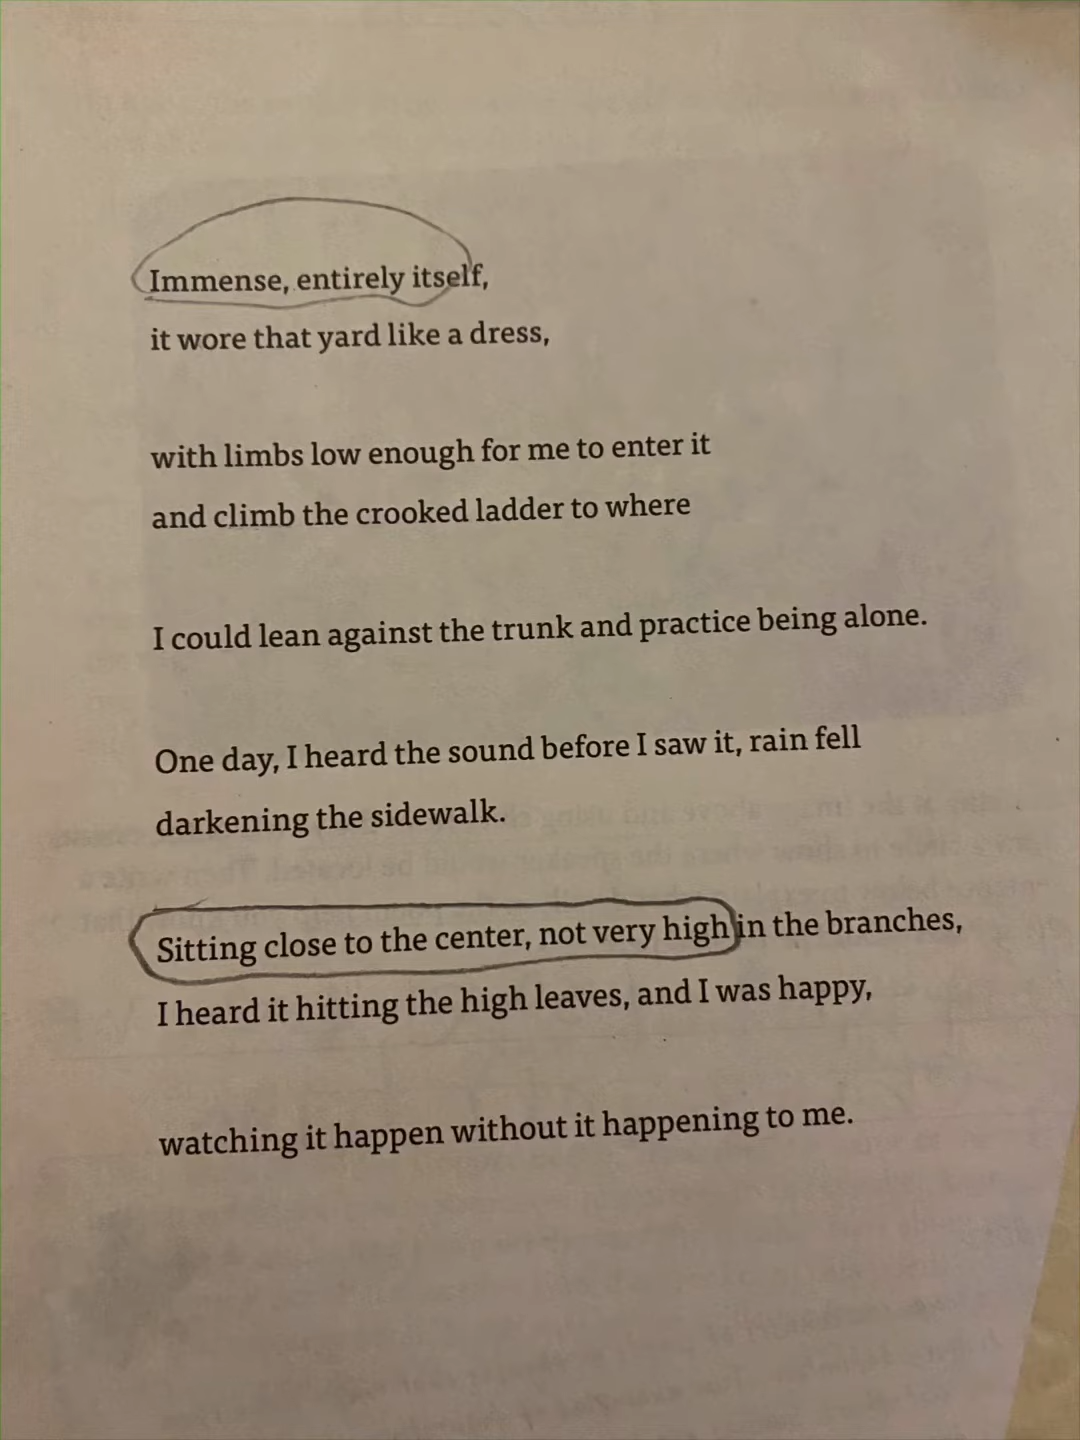 Immense, entirely itself,
it wore that yard like a dress,
with limbs low enough for me to enter it
and climb the crooked ladder to where
I could lean against the trunk and practice being alone.
One day, I heard the sound before I saw it, rain fell
darkening the sidewalk.
Sitting close to the center, not very high in the branches,
I heard it hitting the high leaves, and I was happy,
watching it happen without it happening to me.